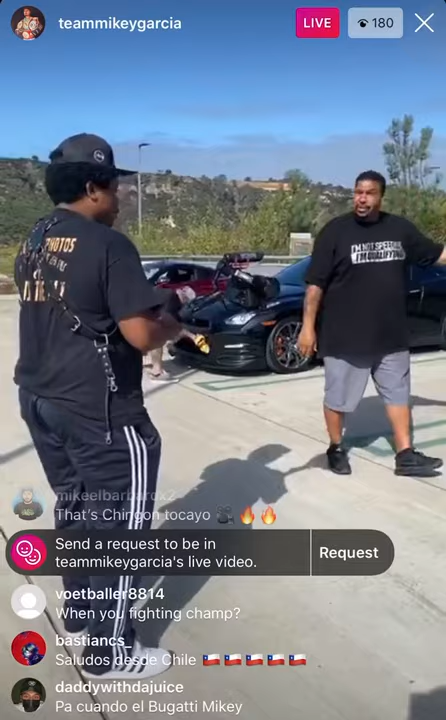 teammikeygarcia
LIVE
180
PHOTOS
I'M NOT SPEEDING
I'M QUALIFYING
mikeelbarbarck2
That's Chingon tocayo 🎥🔥🔥
Send a request to be in
teammikeygarcia's live video.
Request
voetballer8814
When you fighting champ?
bastiancs_
Saludos desde Chile 🇨🇱🇨🇱🇨🇱🇨🇱🇨🇱
daddywithdajuice
Pa cuando el Bugatti Mikey